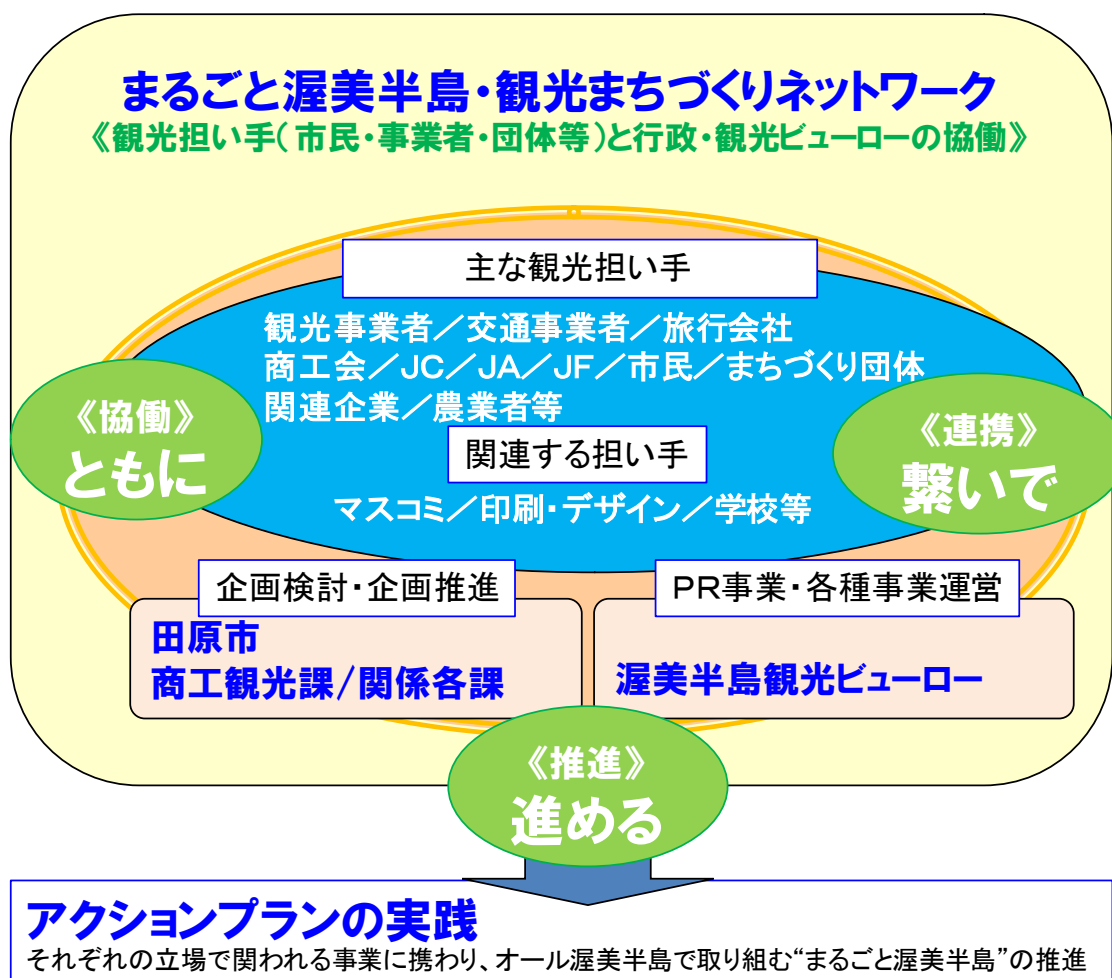 まるごと渥美半島・観光まちづくりネットワーク
《観光担い手(市民・事業者・団体等)と行政・観光ビューローの協働》
主な観光担い手
観光事業者／交通事業者／旅行会社
商工会／JC／JA／JF／市民／まちづくり団体
関連企業／農業者等
《協働》
ともに
《連携》
繋いで
関連する担い手
マスコミ／印刷・デザイン／学校等
企画検討・企画推進
田原市
商工観光課/関係各課
PR事業・各種事業運営
渥美半島観光ビューロー
《推進》
進める
アクションプランの実践
それぞれの立場で関われる事業に携わり、オール渥美半島で取り組む“まるごと渥美半島”の推進